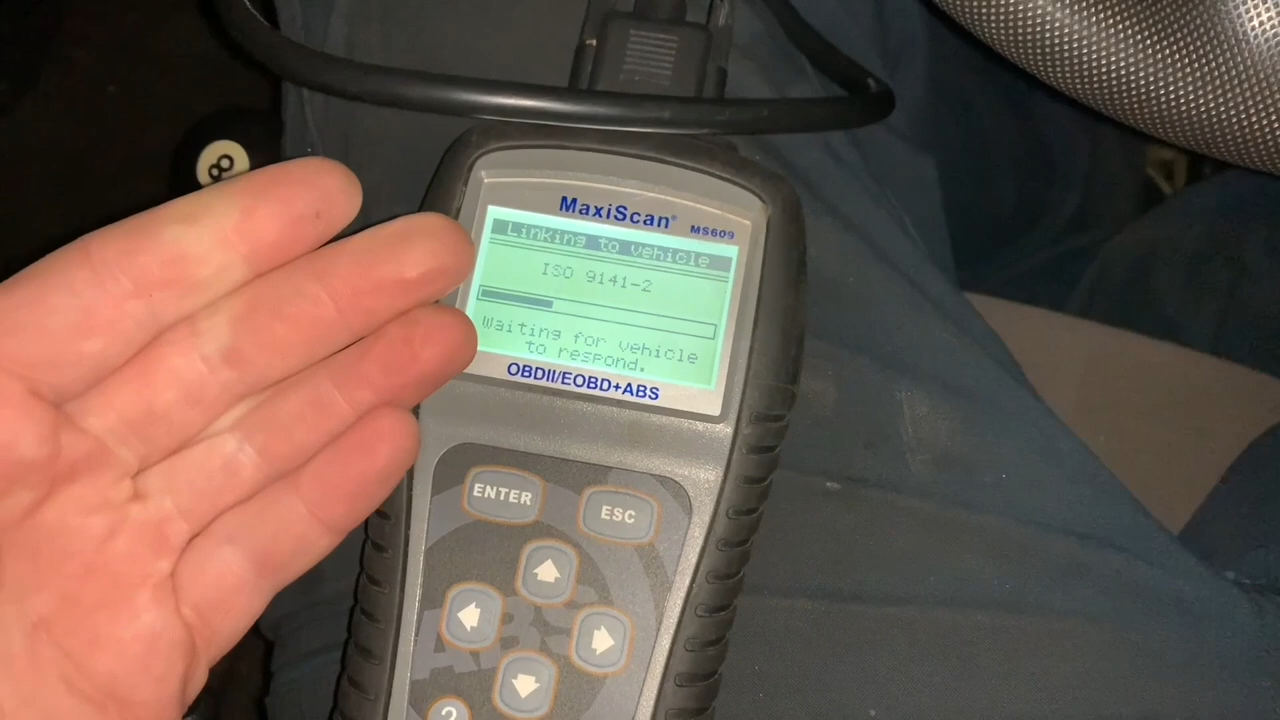 8
MaxiScan®
MS609
Linking to vehicle
ISO 9141-2
Waiting for vehicle
to respond.
OBDII/EOBD+ABS
ENTER
ESC
ABS
?